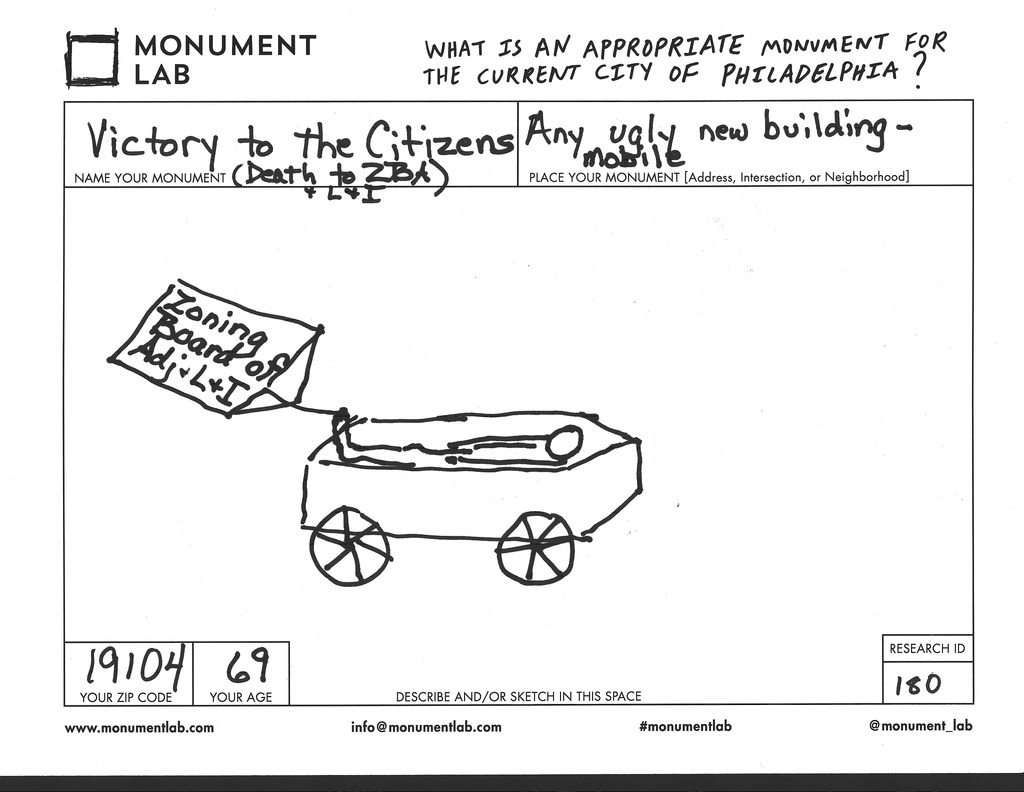 MONUMENT
LAB
WHAT IS AN APPROPRIATE MONUMENT FOR
THE CURRENT CITY OF PHILADELPHIA?
Victory to the Citizens
(Death to ZBA)
+ L+I
NAME YOUR MONUMENT
Any ugly new building -
mobile
PLACE YOUR MONUMENT [Address, Intersection, or Neighborhood]
Zoning
Board of
Adj + L+I
19104
YOUR ZIP CODE
69
YOUR AGE
DESCRIBE AND/OR SKETCH IN THIS SPACE
RESEARCH ID
180
www.monumentlab.com
info@monumentlab.com
#monumentlab
@monument_lab